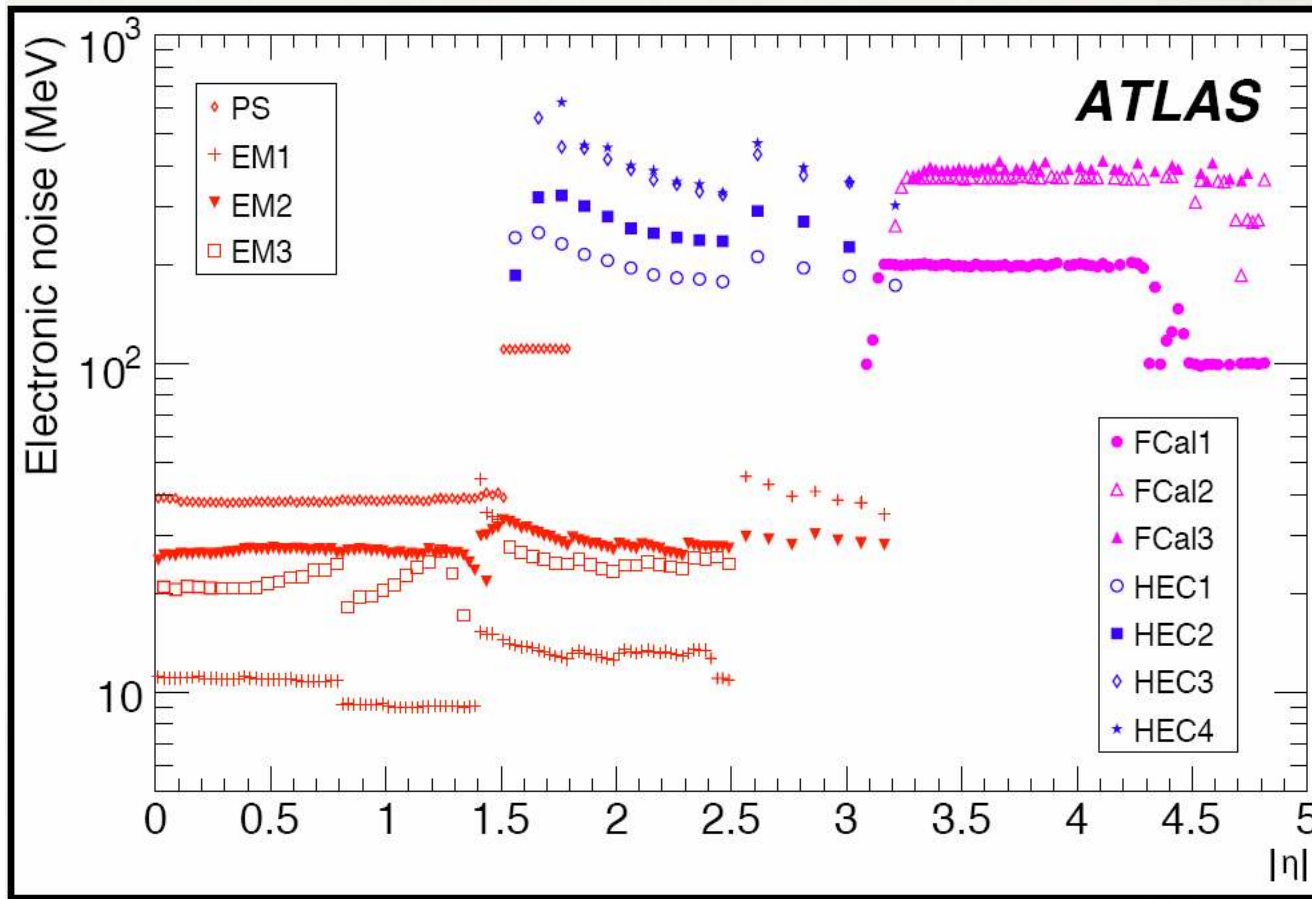 Electronic noise (MeV)
10³
10²
10
PS
EM1
EM2
EM3
ATLAS
FCal1
FCal2
FCal3
HEC1
HEC2
HEC3
HEC4
0 0.5 1 1.5 2 2.5 3 3.5 4 4.5 5
|η|